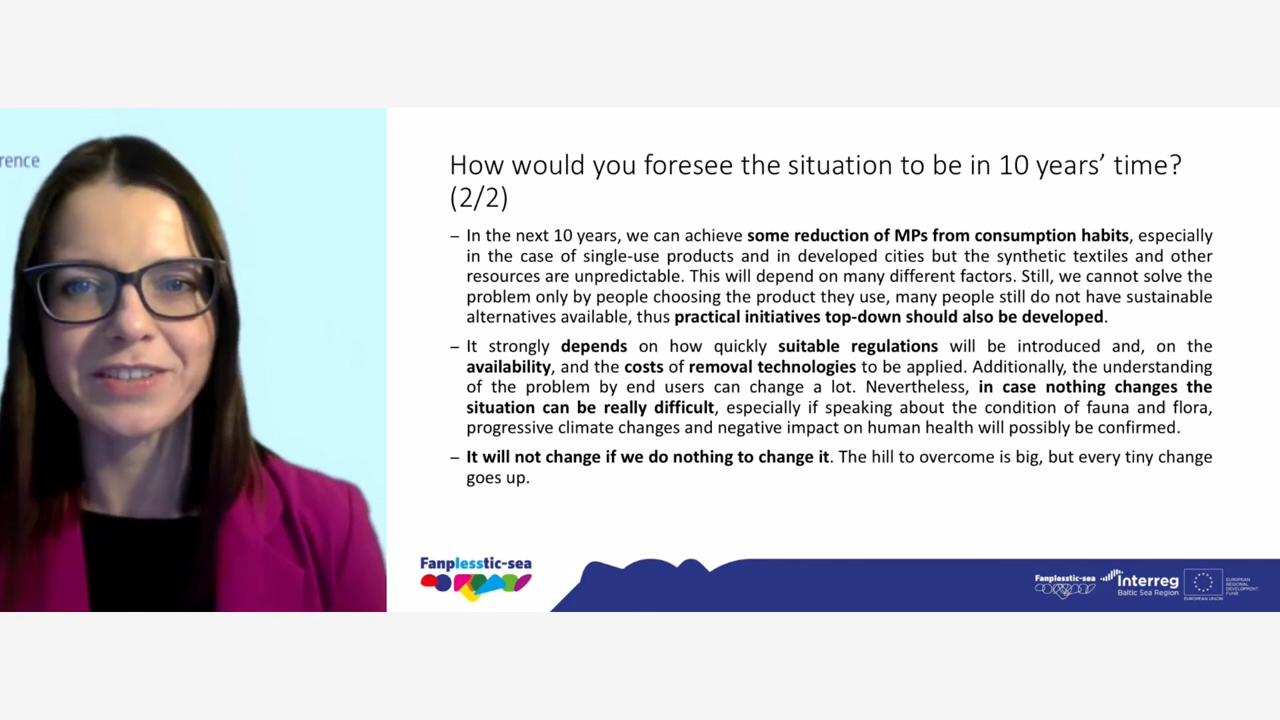 rence
How would you foresee the situation to be in 10 years’ time?
(2/2)
– In the next 10 years, we can achieve some reduction of MPs from consumption habits, especially
in the case of single-use products and in developed cities but the synthetic textiles and other
resources are unpredictable. This will depend on many different factors. Still, we cannot solve the
problem only by people choosing the product they use, many people still do not have sustainable
alternatives available, thus practical initiatives top-down should also be developed.
– It strongly depends on how quickly suitable regulations will be introduced and, on the
availability, and the costs of removal technologies to be applied. Additionally, the understanding
of the problem by end users can change a lot. Nevertheless, in case nothing changes the
situation can be really difficult, especially if speaking about the condition of fauna and flora,
progressive climate changes and negative impact on human health will possibly be confirmed.
– It will not change if we do nothing to change it. The hill to overcome is big, but every tiny change
goes up.
Fanplesstic-sea
Fanplesstic-sea
Interreg
Baltic Sea Region
EUROPEAN UNION
EUROPEAN
REGIONAL
DEVELOPMENT
FUND